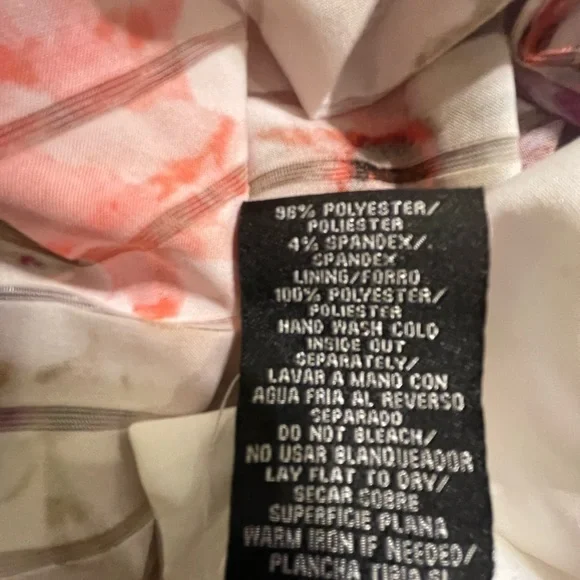 96% POLYESTER/
POLIESTER
4% SPANDEX/
SPANDEX
LINING/FORRO
100% POLYESTER/
POLIESTER
HAND WASH COLD
INSIDE OUT
SEPARATELY/
LAVAR A MANO CON
AGUA FRIA AL REVERSO
SEPARADO
DO NOT BLEACH/
NO USAR BLANQUEADOR
LAY FLAT TO DRY/
SECAR SOBRE
SUPERFICIE PLANA
WARM IRON IF NEEDED/
PLANCHA TIBIA SI